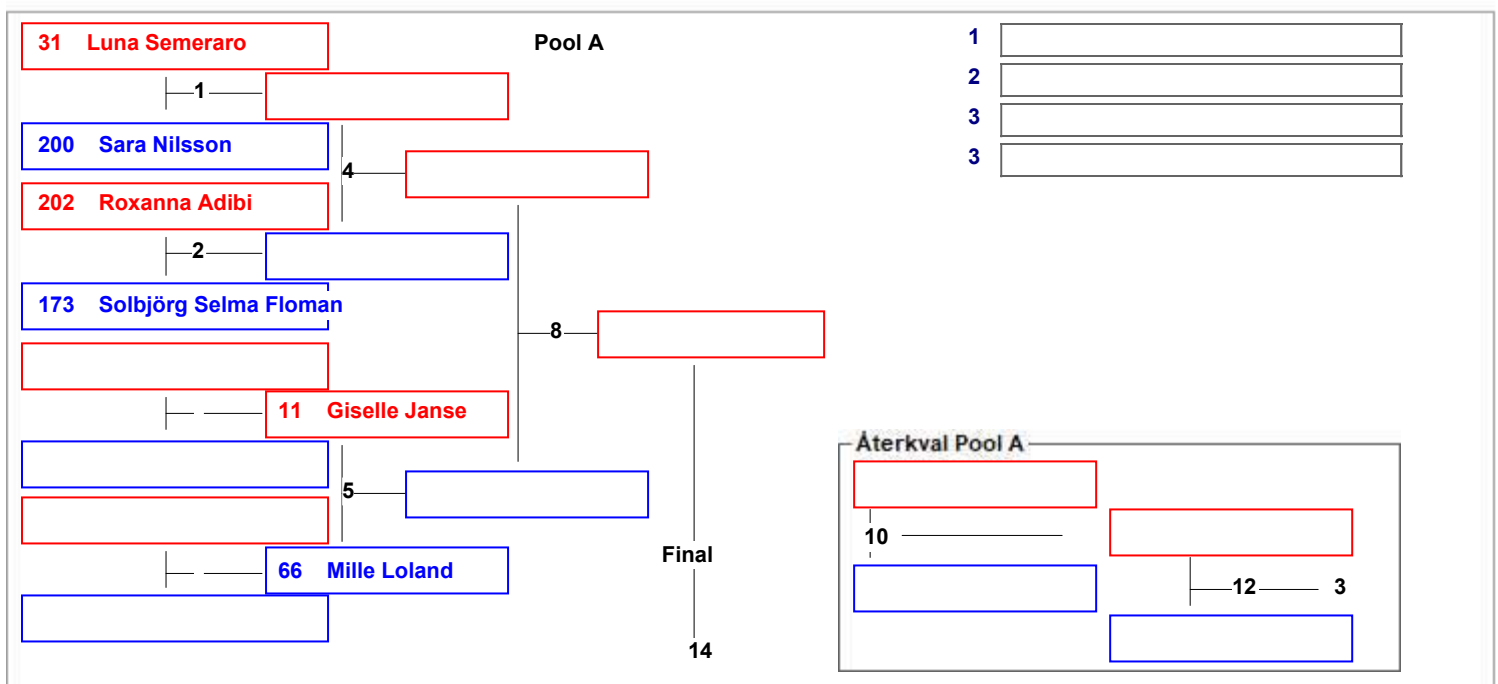 31 Luna Semeraro
Pool A
1
1
2
200 Sara Nilsson
3
3
4
202 Roxanna Adibi
2
173 Solbjörg Selma Floman
8
11 Giselle Janse
Återkval Pool A
5
10
Final
66 Mille Loland
12 3
14